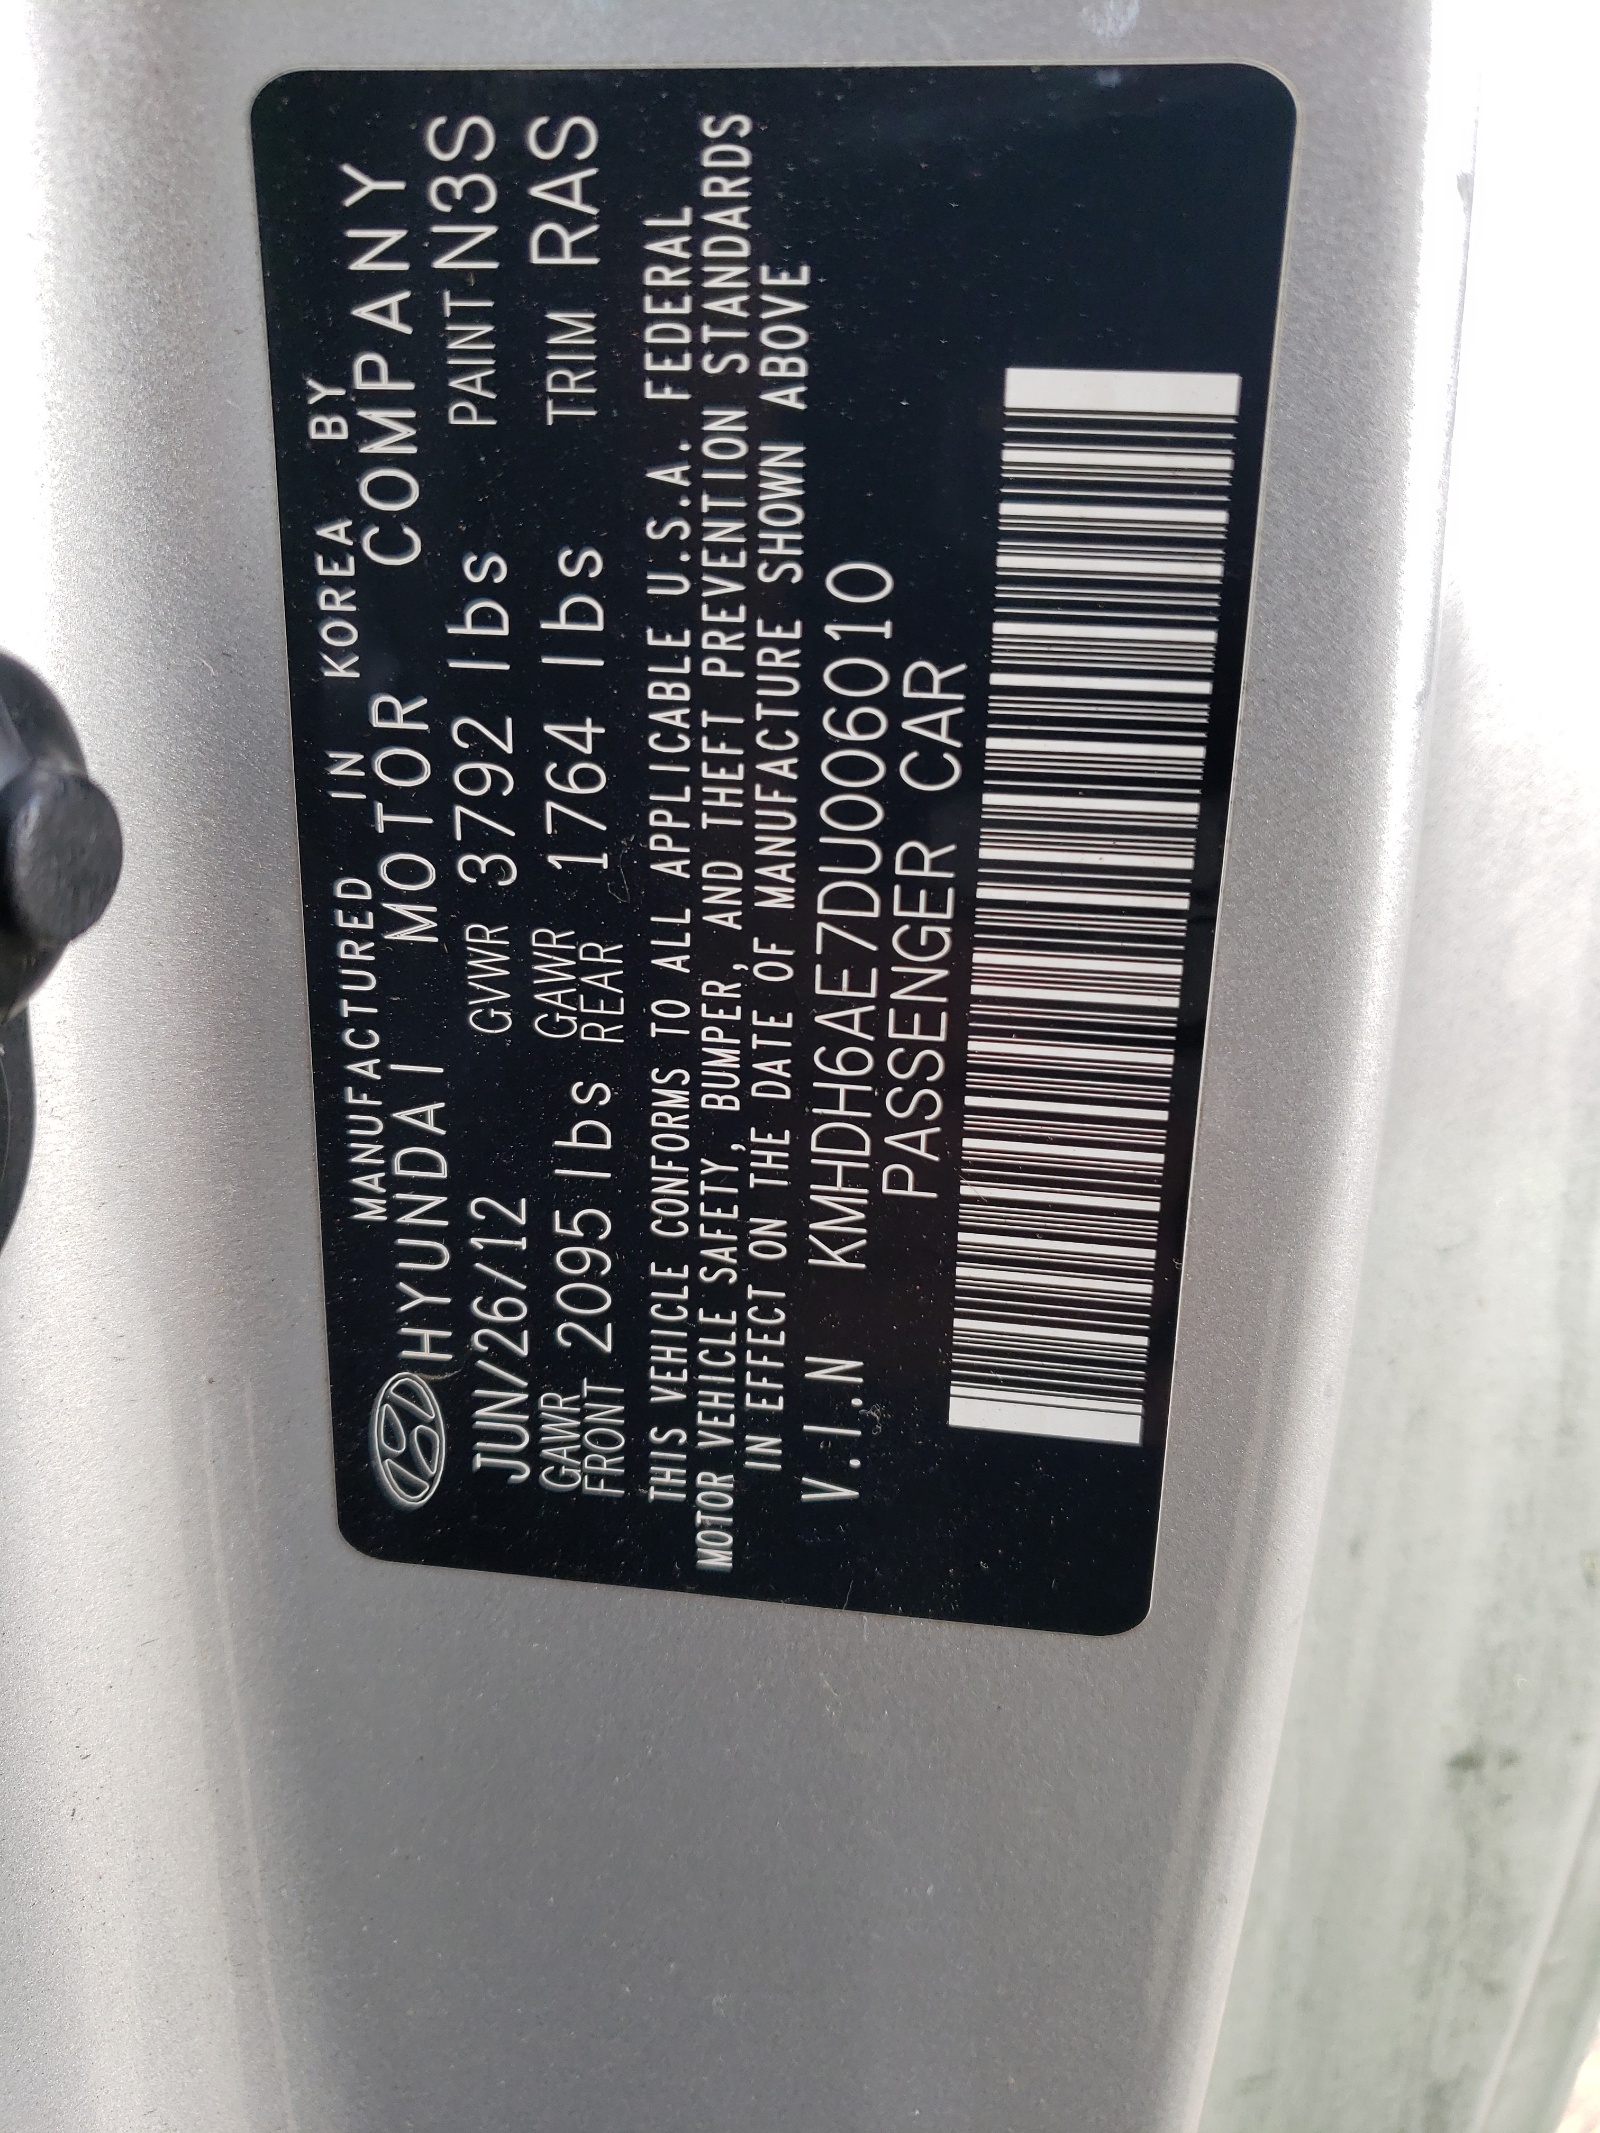 MANUFACTURED IN KOREA BY
HYUNDAI MOTOR COMPANY
JUN/26/12 GVWR 3792 lbs PAINT N3S
GAWR FRONT 2095 lbs GAWR REAR 1764 lbs TRIM RAS
THIS VEHICLE CONFORMS TO ALL APPLICABLE U.S.A. FEDERAL
MOTOR VEHICLE SAFETY, BUMPER, AND THEFT PREVENTION STANDARDS
IN EFFECT ON THE DATE OF MANUFACTURE SHOWN ABOVE
V.I.N KMHDH6AE7DU006010
PASSENGER CAR